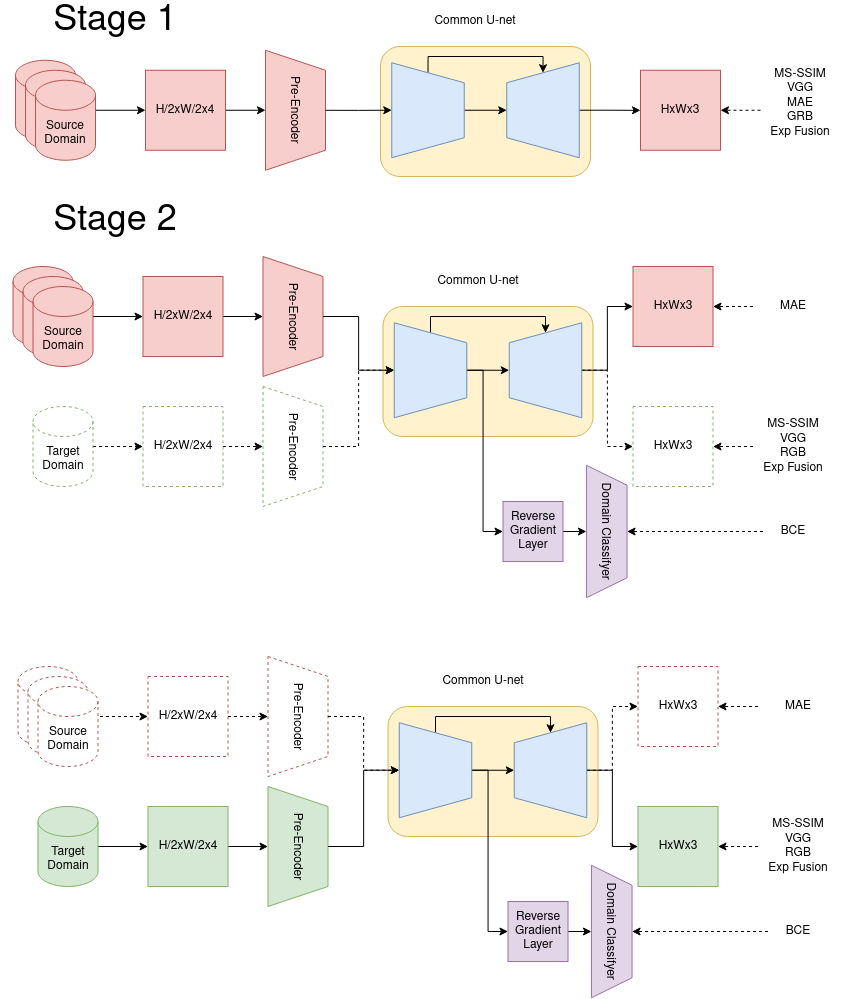 Stage 1
Common U-net
Source
Domain
H/2xW/2x4
Pre-Encoder
HxWx3
MS-SSIM
VGG
MAE
GRB
Exp Fusion
Stage 2
Common U-net
Source
Domain
H/2xW/2x4
Pre-Encoder
HxWx3
MAE
Target
Domain
H/2xW/2x4
Pre-Encoder
HxWx3
MS-SSIM
VGG
RGB
Exp Fusion
Reverse
Gradient
Layer
Domain Classifyer
BCE
Common U-net
Source
Domain
H/2xW/2x4
Pre-Encoder
HxWx3
MAE
Target
Domain
H/2xW/2x4
Pre-Encoder
HxWx3
MS-SSIM
VGG
RGB
Exp Fusion
Reverse
Gradient
Layer
Domain Classifyer
BCE